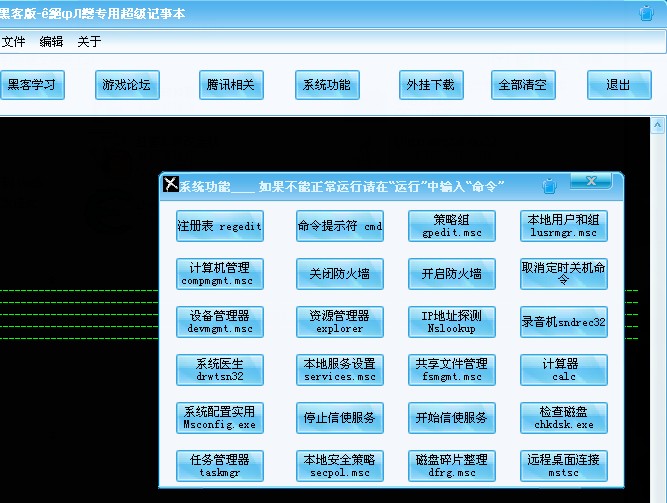 黑客版-ê絕φ殇專用超级记事本
文件 编辑 关于
黑客学习 游戏论坛 腾讯相关 系统功能 外挂下载 全部清空 退出
系统功能____ 如果不能正常运行请在"运行"中输入"命令"
注册表 regedit
命令提示符 cmd
策略组
gpedit.msc
本地用户和组
lusrmgr.msc
计算机管理
compmgmt.msc
关闭防火墙
开启防火墙
取消定时关机命
令
设备管理器
devmgmt.msc
资源管理器
explorer
IP地址探测
Nslookup
录音机sndrec32
系统医生
drwtsn32
本地服务设置
services.msc
共享文件管理
fsmgmt.msc
计算器
calc
系统配置实用
Msconfig.exe
停止信使服务
开始信使服务
检查磁盘
chkdsk.exe
任务管理器
taskmgr
本地安全策略
secpol.msc
磁盘碎片整理
dfrg.msc
远程桌面连接
mstsc